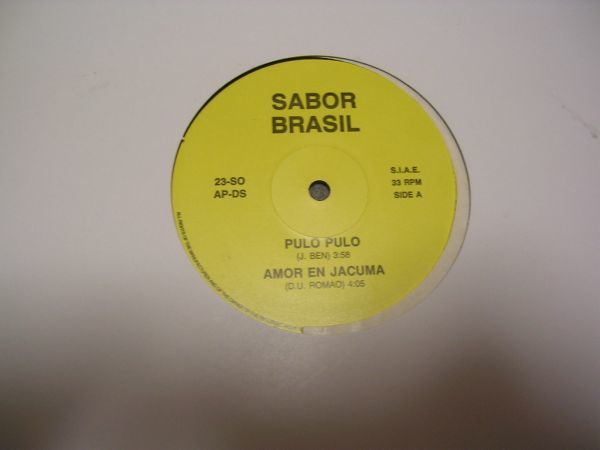 SABOR
BRASIL
23-SO
AP-DS
S.I.A.E.
33 RPM
SIDE A
PULO PULO
(J. BEN) 3:58
AMOR EN JACUMA
(D.U. ROMAO) 4:05